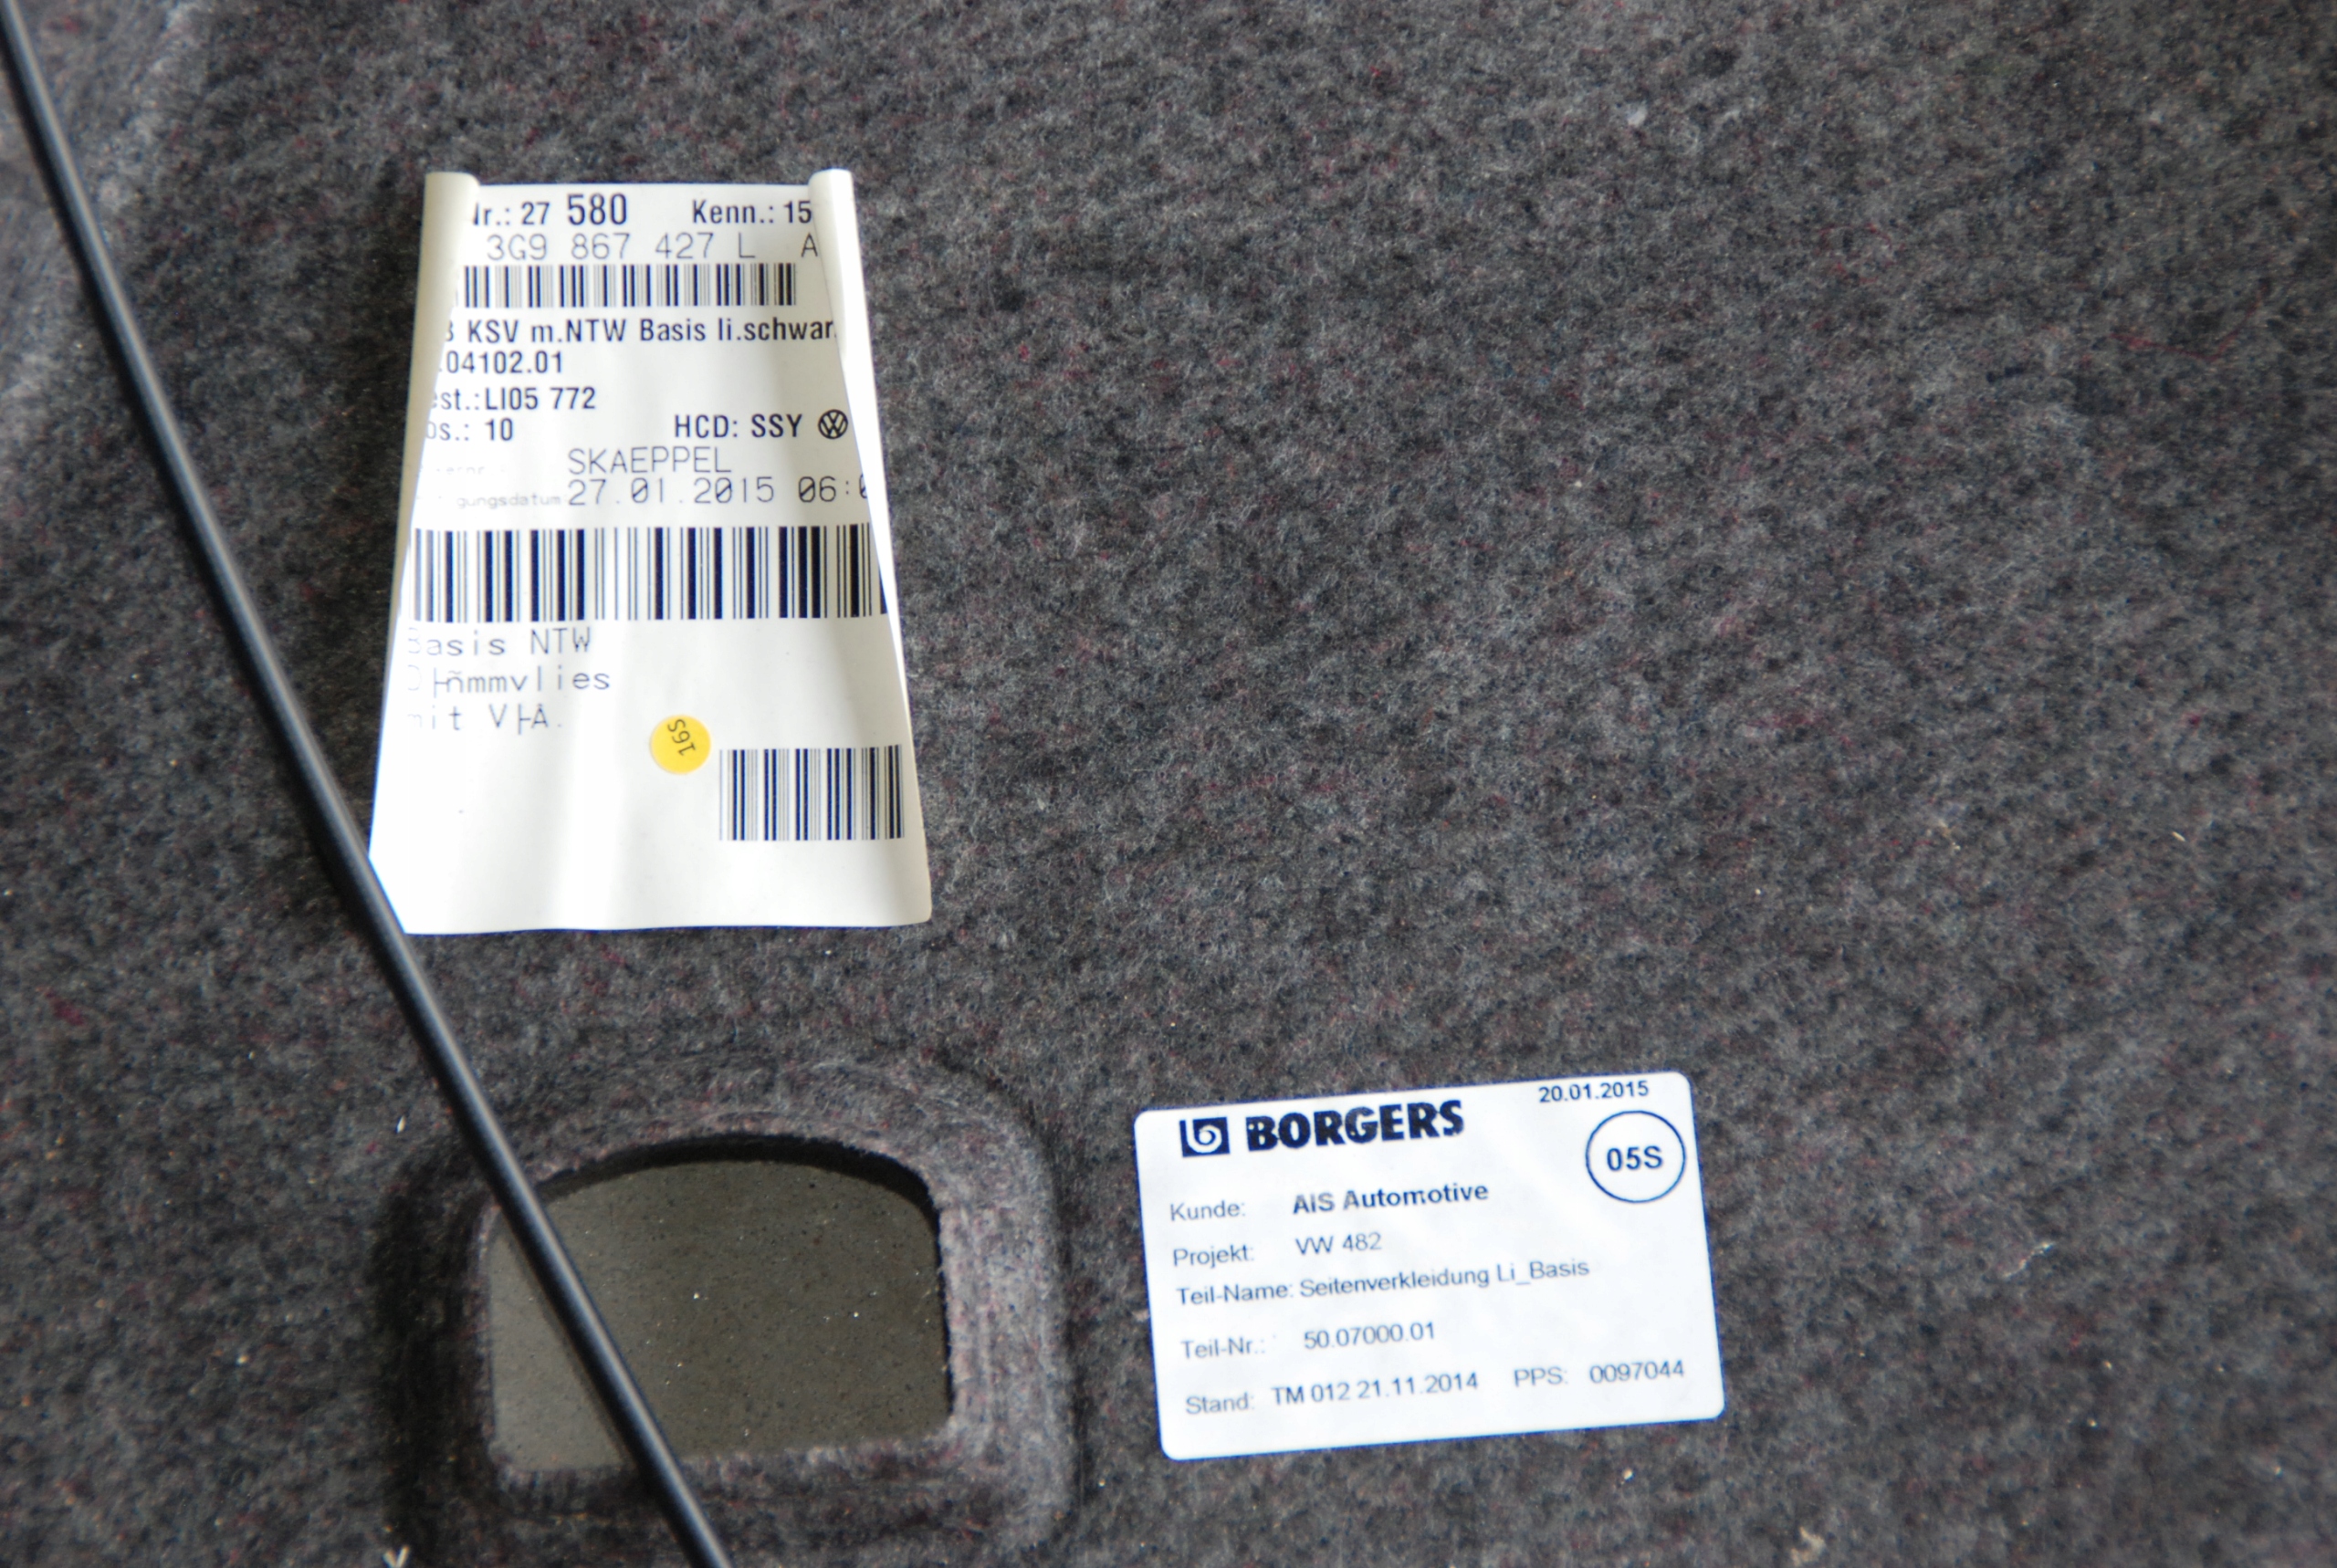 Nr.: 27 580 Kenn.: 15
3G9 867 427 L A
KSV m.NTW Basis li.schwar
.04102.01
est.:LI05 772
os.: 10 HCD: SSY
SKAEPPEL
gungsdatum 27.01.2015 06:0
Basis NTW
D├ñmmvlies
mit V├A.
16S
BORGERS 20.01.2015
05S
Kunde: AIS Automotive
Projekt: VW 482
Teil-Name: Seitenverkleidung Li_Basis
Teil-Nr.: 50.07000.01
Stand: TM 012 21.11.2014 PPS: 0097044